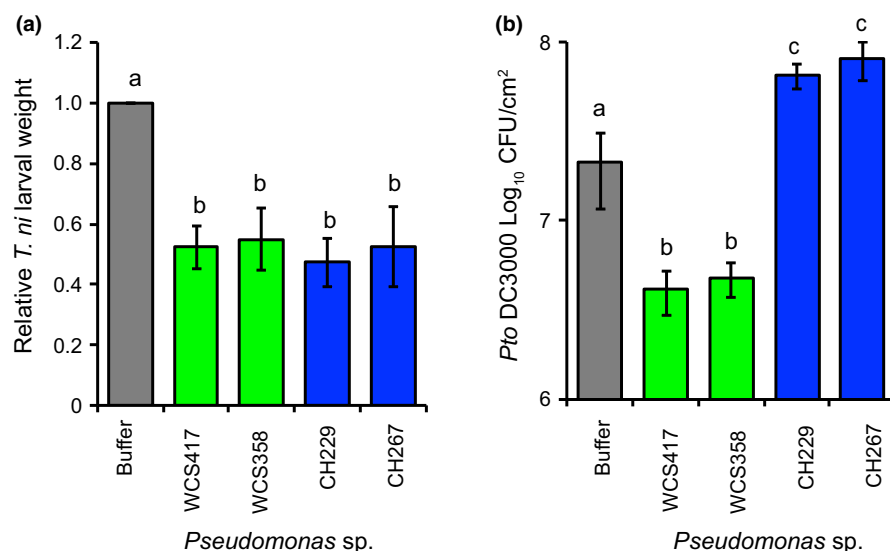 (a)
Relative T. ni larval weight
1.2
1.0
0.8
0.6
0.4
0.2
0
a
b
b
b
b
Buffer
WCS417
WCS358
CH229
CH267
Pseudomonas sp.
(b)
Pto DC3000 Log10 CFU/cm2
8
7
6
a
b
b
c
c
Buffer
WCS417
WCS358
CH229
CH267
Pseudomonas sp.